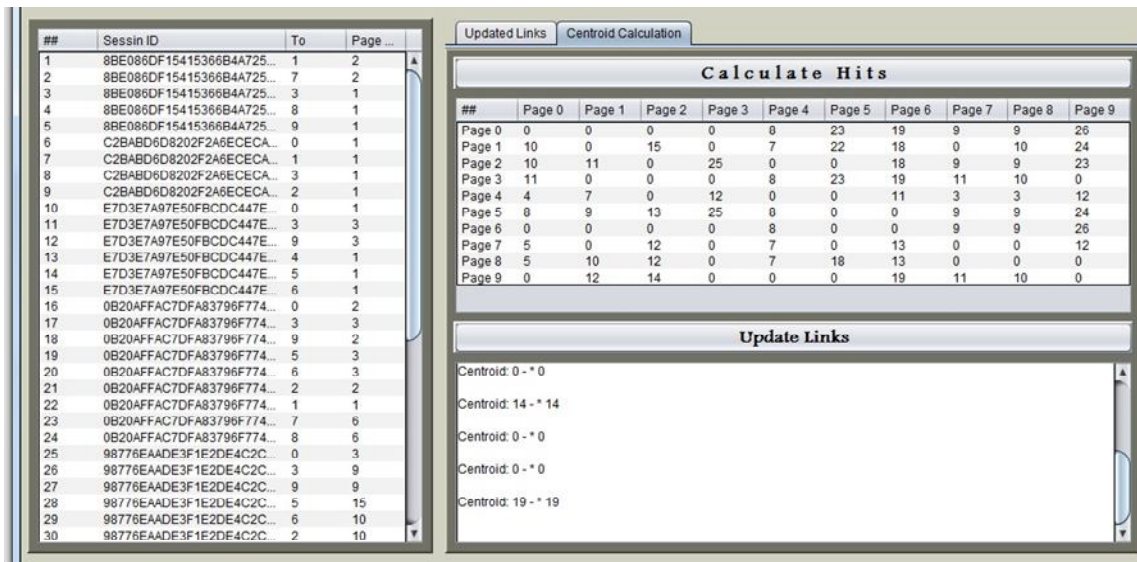 ## Sessin ID To Page ...
1 8BE086DF15415366B4A725... 1 2
2 8BE086DF15415366B4A725... 7 2
3 8BE086DF15415366B4A725... 3 1
4 8BE086DF15415366B4A725... 8 1
5 8BE086DF15415366B4A725... 9 1
6 C2BABD6D8202F2A6ECECA... 0 1
7 C2BABD6D8202F2A6ECECA... 1 1
8 C2BABD6D8202F2A6ECECA... 3 1
9 C2BABD6D8202F2A6ECECA... 2 1
10 E7D3E7A97E50FBCDC447E... 0 1
11 E7D3E7A97E50FBCDC447E... 3 3
12 E7D3E7A97E50FBCDC447E... 9 3
13 E7D3E7A97E50FBCDC447E... 4 1
14 E7D3E7A97E50FBCDC447E... 5 1
15 E7D3E7A97E50FBCDC447E... 6 1
16 0B20AFFAC7DFA83796F774... 0 2
17 0B20AFFAC7DFA83796F774... 3 3
18 0B20AFFAC7DFA83796F774... 9 2
19 0B20AFFAC7DFA83796F774... 5 3
20 0B20AFFAC7DFA83796F774... 6 3
21 0B20AFFAC7DFA83796F774... 2 2
22 0B20AFFAC7DFA83796F774... 1 1
23 0B20AFFAC7DFA83796F774... 7 6
24 0B20AFFAC7DFA83796F774... 8 6
25 98776EAADE3F1E2DE4C2C... 0 3
26 98776EAADE3F1E2DE4C2C... 3 9
27 98776EAADE3F1E2DE4C2C... 9 9
28 98776EAADE3F1E2DE4C2C... 5 15
29 98776EAADE3F1E2DE4C2C... 6 10
30 98776EAADE3F1E2DE4C2C... 2 10
Updated Links Centroid Calculation
Calculate Hits
## Page 0 Page 1 Page 2 Page 3 Page 4 Page 5 Page 6 Page 7 Page 8 Page 9
Page 0 0 0 0 0 8 23 19 9 9 26
Page 1 10 0 15 0 7 22 18 0 10 24
Page 2 10 11 0 25 0 0 18 9 9 23
Page 3 11 0 0 0 8 23 19 11 10 0
Page 4 4 7 0 12 0 0 11 3 3 12
Page 5 8 9 13 25 8 0 0 9 9 24
Page 6 0 0 0 0 8 0 0 9 9 26
Page 7 5 0 12 0 7 0 13 0 0 12
Page 8 5 10 12 0 7 18 13 0 0 0
Page 9 0 12 14 0 0 0 19 11 10 0
Update Links
Centroid: 0 - * 0
Centroid: 14 - * 14
Centroid: 0 - * 0
Centroid: 0 - * 0
Centroid: 19 - * 19